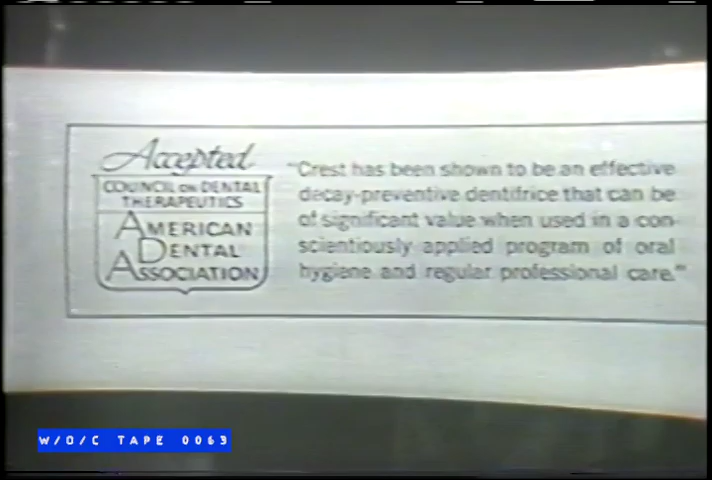 Accepted
COUNCIL ON DENTAL
THERAPEUTICS
AMERICAN
DENTAL
ASSOCIATION
"Crest has been shown to be an effective
decay-preventive dentifrice that can be
of significant value when used in a con-
scientiously applied program of oral
hygiene and regular professional care."
W/O/C TAPE 0063